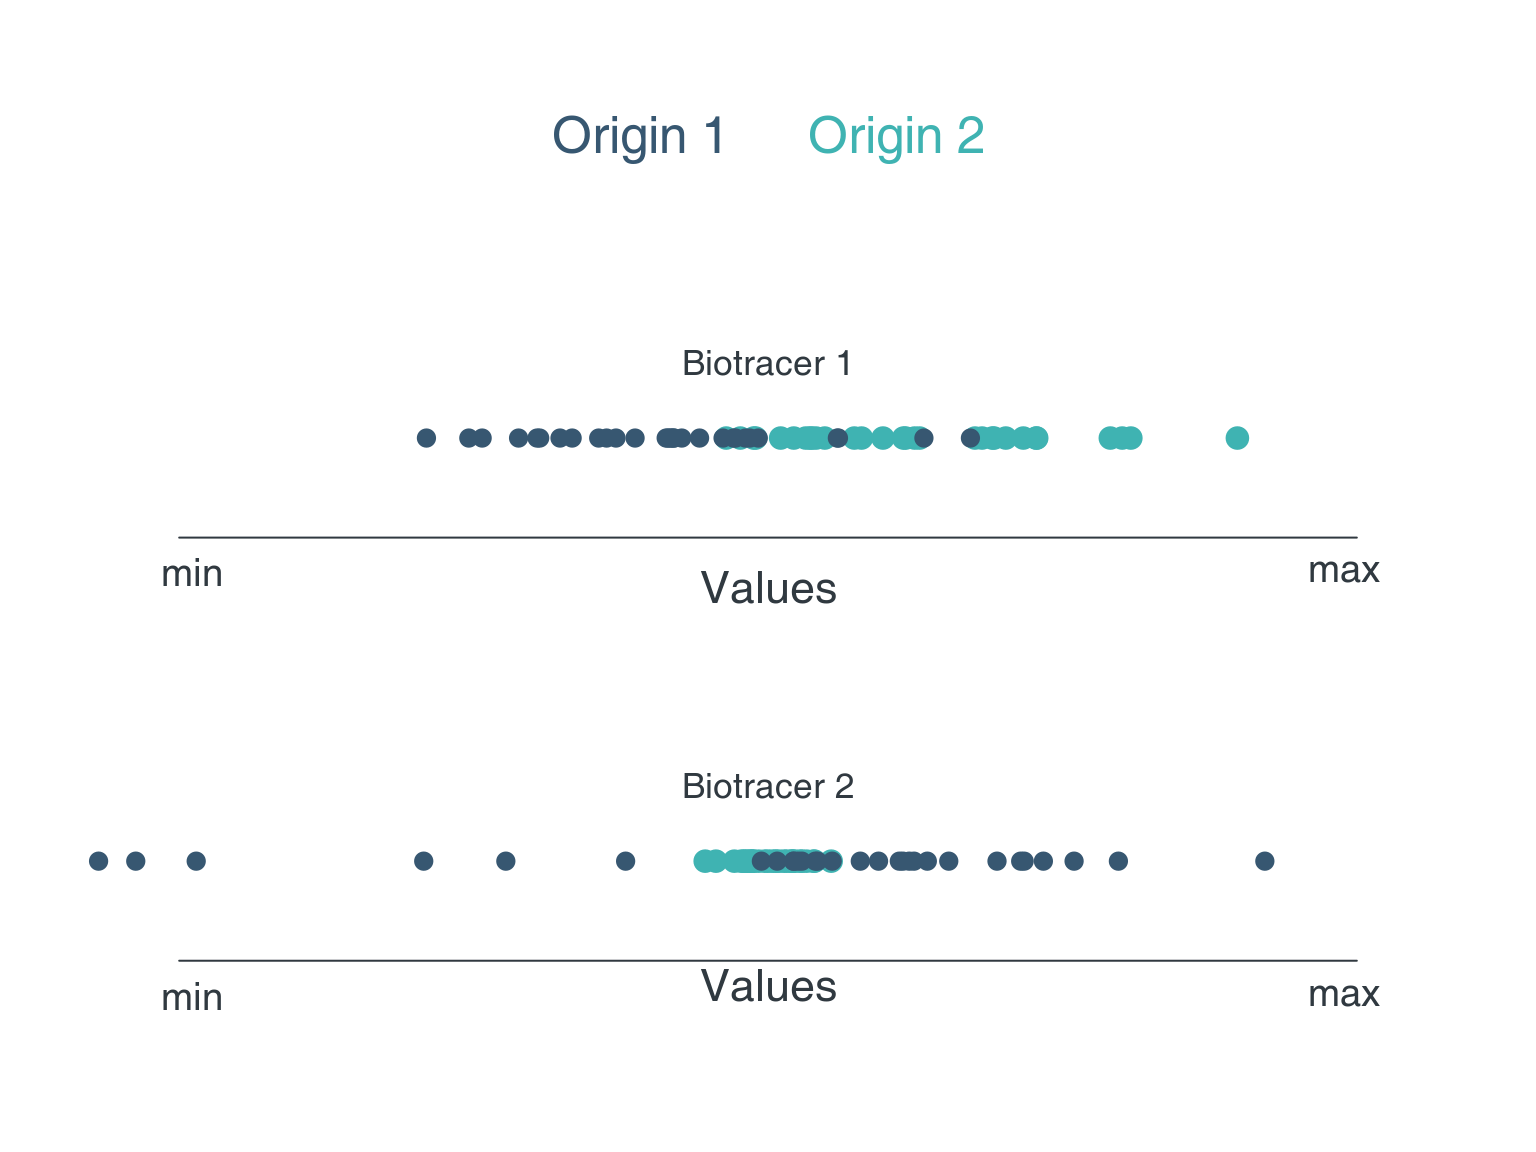 Origin 1 Origin 2
Biotracer 1
min Values max
Biotracer 2
min Values max